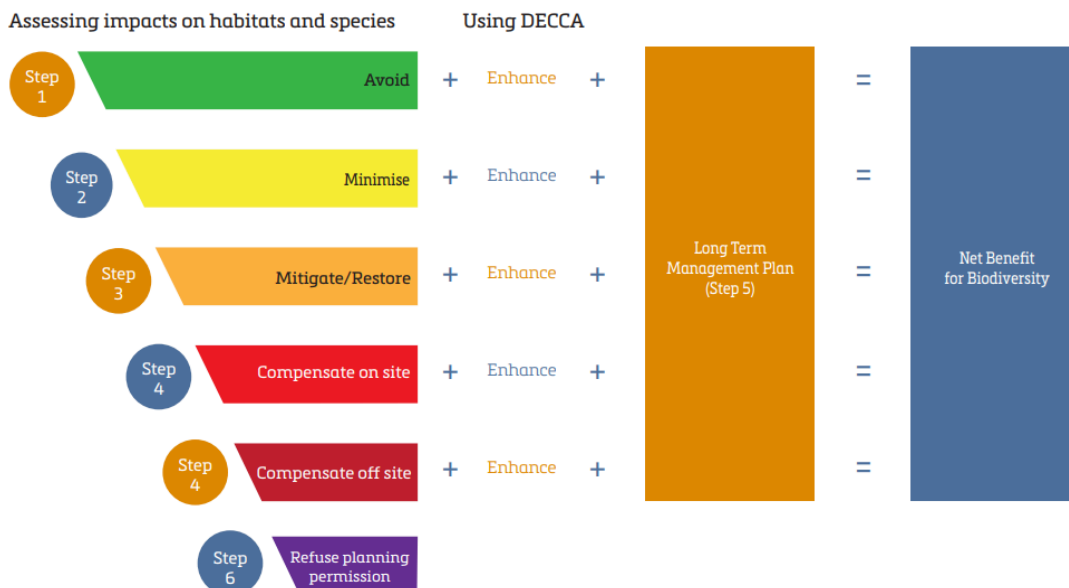 Assessing impacts on habitats and species
Using DECCA
Step
1
Avoid
+
Enhance
+
=
Step
2
Minimise
+
Enhance
+
=
Step
3
Mitigate/Restore
+
Enhance
+
Long Term
Management Plan
(Step 5)
=
Net Benefit
for Biodiversity
Step
4
Compensate on site
+
Enhance
+
=
Step
4
Compensate off site
+
Enhance
+
=
Step
6
Refuse planning
permission